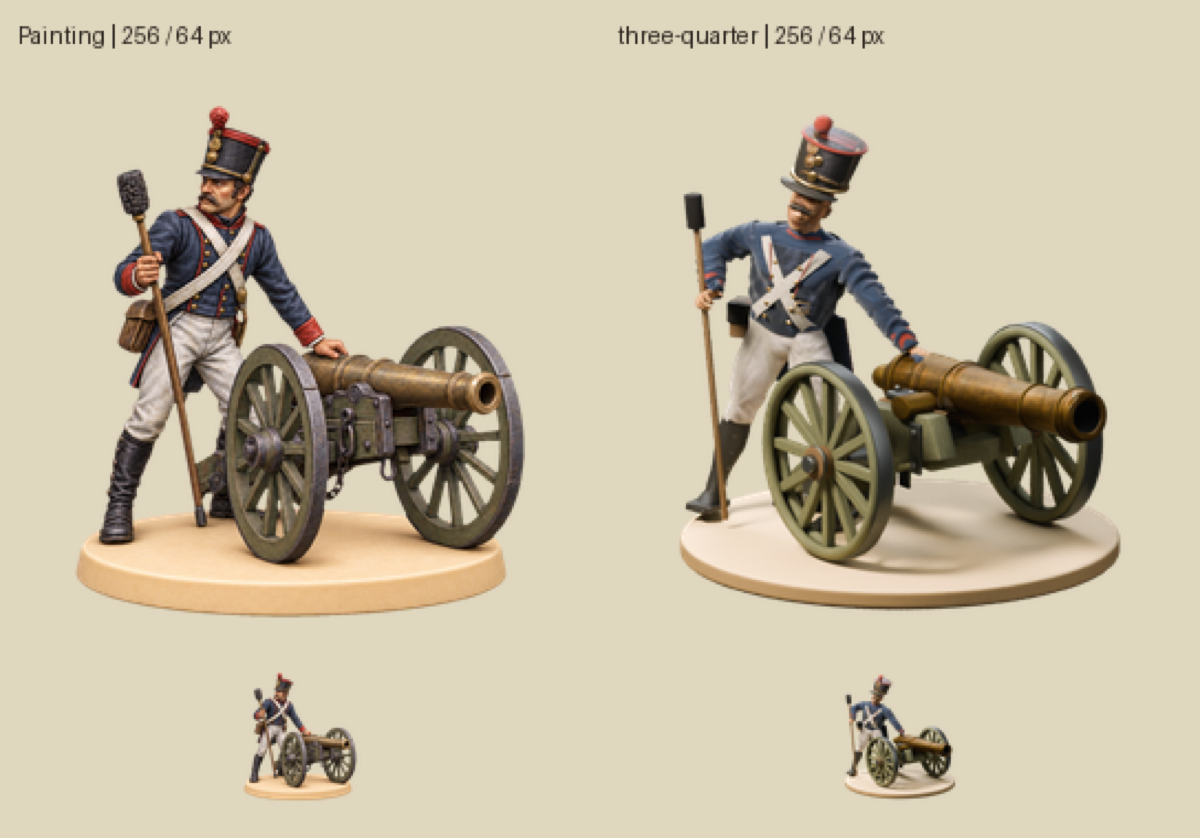 Painting | 256 / 64 px
three-quarter | 256 / 64 px